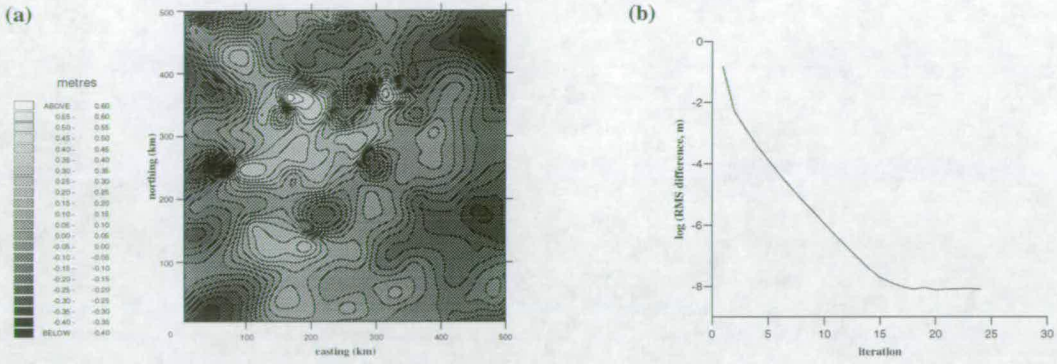 (a)
metres
ABOVE 0.60
0.55 - 0.60
0.50 - 0.55
0.45 - 0.50
0.40 - 0.45
0.35 - 0.40
0.30 - 0.35
0.25 - 0.30
0.20 - 0.25
0.15 - 0.20
0.10 - 0.15
0.05 - 0.10
0.00 - 0.05
-0.05 - 0.00
-0.10 - -0.05
-0.15 - -0.10
-0.20 - -0.15
-0.25 - -0.20
-0.30 - -0.25
-0.35 - -0.30
-0.40 - -0.35
BELOW -0.40
northing (km)
500
400
300
200
100
0
100
200
300
400
500
easting (km)
(b)
log (RMS difference, m)
0
-2
-4
-6
-8
0
5
10
15
20
25
30
iteration